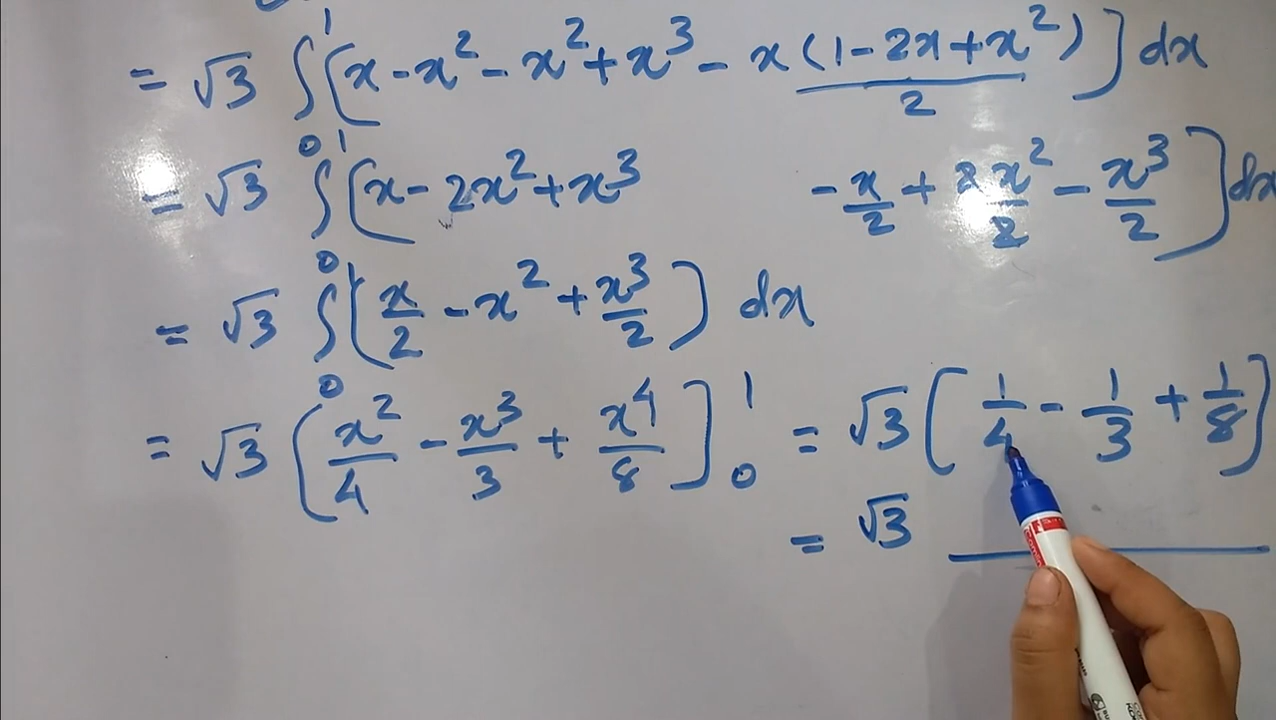 = √3 ∫₀¹ [x - x² - x² + x³ - x(1 - 2x + x²)/2] dx
= √3 ∫₀¹ [x - 2x² + x³ - x/2 + 2x²/2 - x³/2] dx
= √3 ∫₀¹ (x/2 - x² + x³/2) dx
= √3 [x²/4 - x³/3 + x⁴/8]₀¹ = √3 [1/4 - 1/3 + 1/8]
= √3